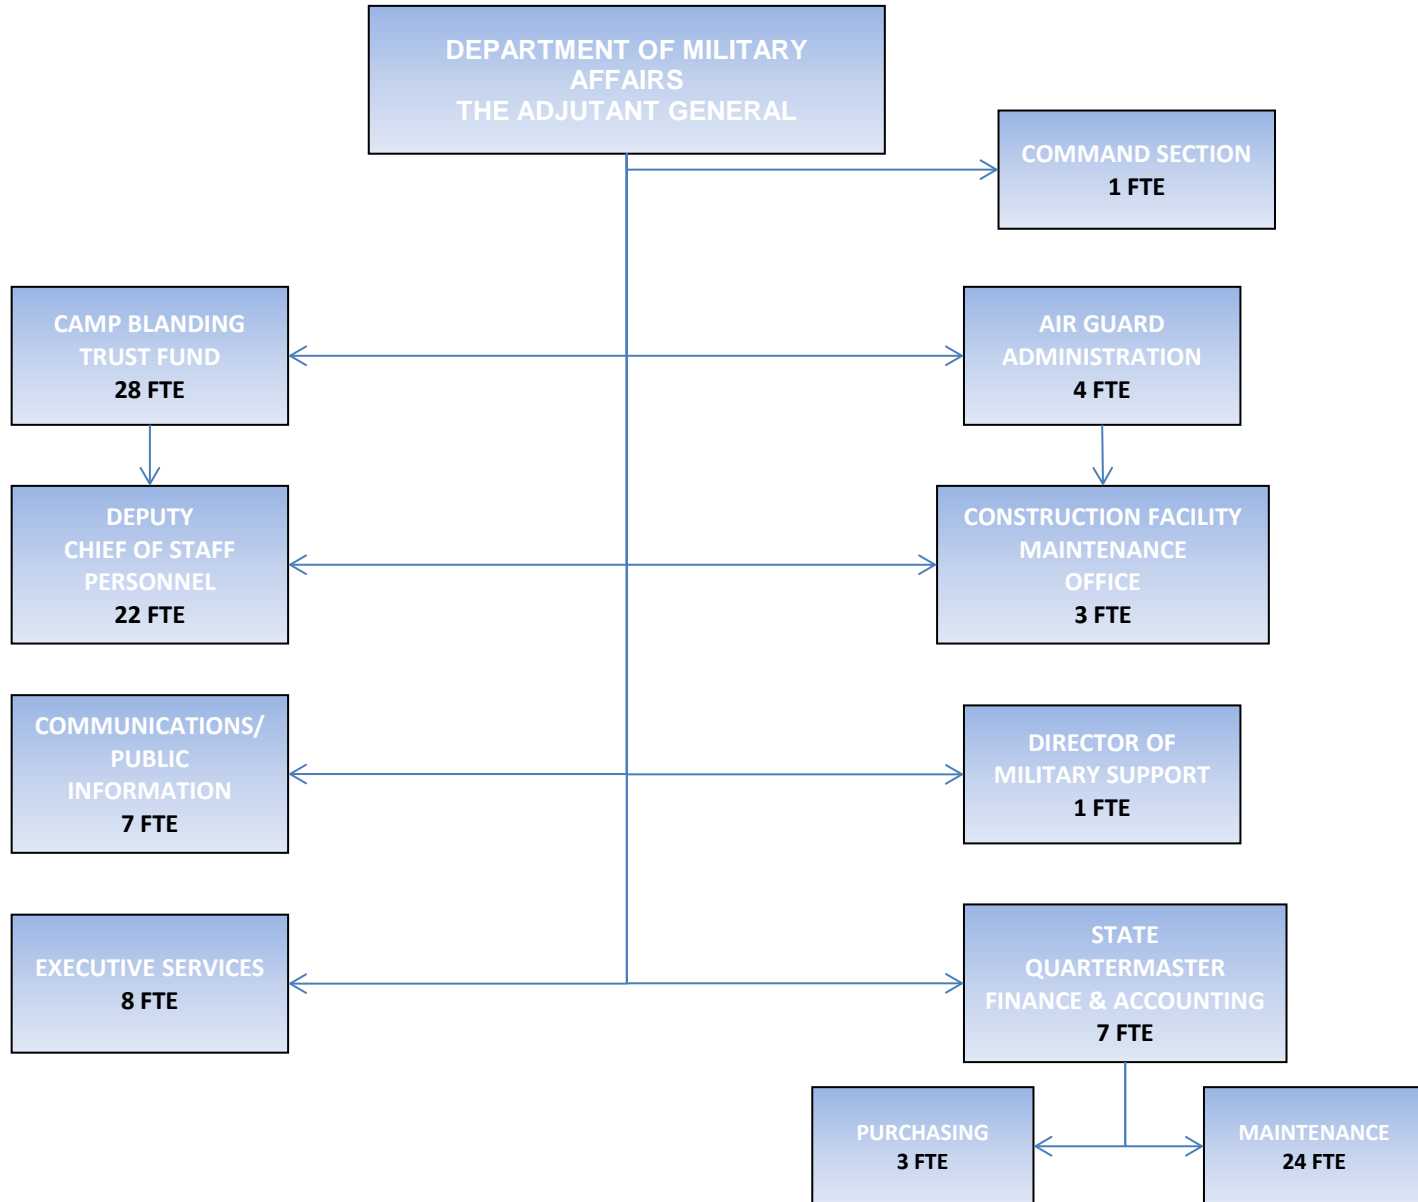 DEPARTMENT OF MILITARY
AFFAIRS
THE ADJUTANT GENERAL
COMMAND SECTION
1 FTE
CAMP BLANDING
TRUST FUND
28 FTE
AIR GUARD
ADMINISTRATION
4 FTE
DEPUTY
CHIEF OF STAFF
PERSONNEL
22 FTE
CONSTRUCTION FACILITY
MAINTENANCE
OFFICE
3 FTE
COMMUNICATIONS/
PUBLIC
INFORMATION
7 FTE
DIRECTOR OF
MILITARY SUPPORT
1 FTE
EXECUTIVE SERVICES
8 FTE
STATE
QUARTERMASTER
FINANCE & ACCOUNTING
7 FTE
PURCHASING
3 FTE
MAINTENANCE
24 FTE